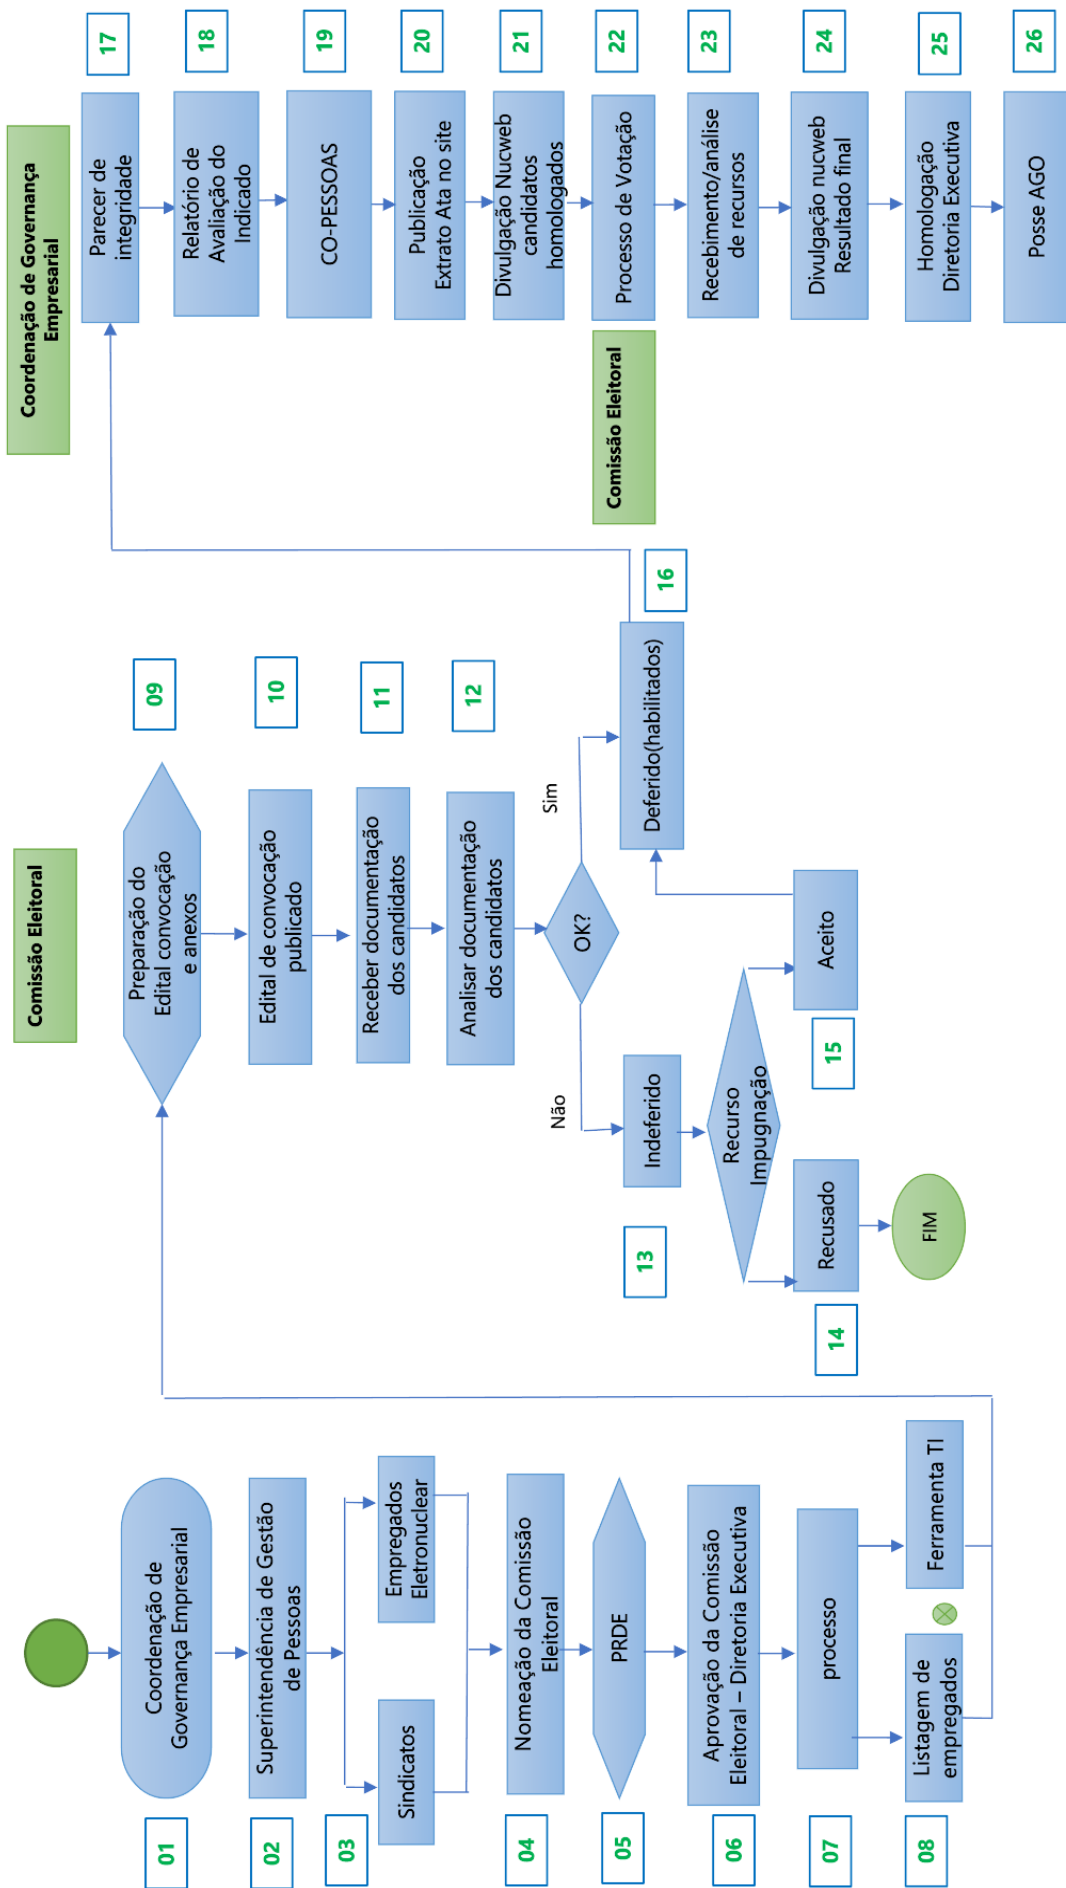 01
Coordenação de
Governança Empresarial
02
Superintendência de Gestão
de Pessoas
03
Sindicatos
Empregados
Eletronuclear
04
Nomeação da Comissão
Eleitoral
05
PRDE
06
Aprovação da Comissão
Eleitoral – Diretoria Executiva
07
processo
08
Listagem de
empregados
Ferramenta TI
Comissão Eleitoral
Preparação do
Edital convocação
e anexos
09
Edital de convocação
publicado
10
Receber documentação
dos candidatos
11
Analisar documentação
dos candidatos
12
OK?
Não
Sim
13
Indeferido
Recurso
Impugnação
14
Recusado
FIM
15
Aceito
Deferido(habilitados)
16
Coordenação de Governança
Empresarial
Parecer de
integridade
17
Relatório de
Avaliação do
Indicado
18
CO-PESSOAS
19
Publicação
Extrato Ata no site
20
Divulgação Nucweb
candidatos
homologados
21
Comissão Eleitoral
Processo de Votação
22
Recebimento/análise
de recursos
23
Divulgação nucweb
Resultado final
24
Homologação
Diretoria Executiva
25
Posse AGO
26